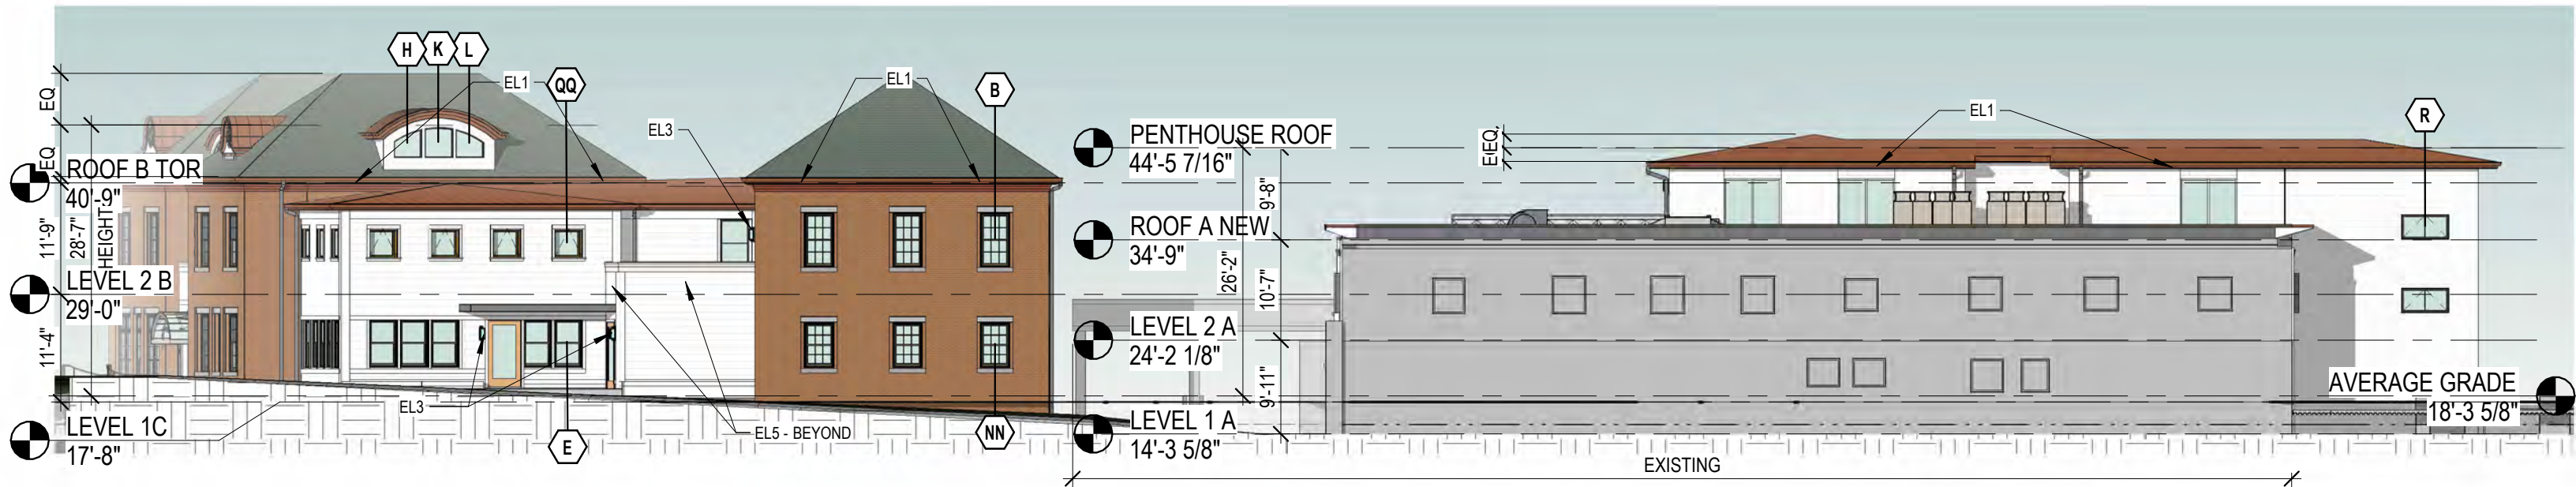 H K L
EL1
QQ
EL1
B
EL3
EL1
R
EQ
EQ
ROOF B TOR
40'-9"
11'-9"
28'-7"
HEIGHT
LEVEL 2 B
29'-0"
11'-4"
LEVEL 1C
17'-8"
EL3
E
EL5 - BEYOND
NN
PENTHOUSE ROOF
44'-5 7/16"
9'-8"
ROOF A NEW
34'-9"
26'-2"
10'-7"
LEVEL 2 A
24'-2 1/8"
9'-11"
LEVEL 1 A
14'-3 5/8"
EQ.
EXISTING
AVERAGE GRADE
18'-3 5/8"